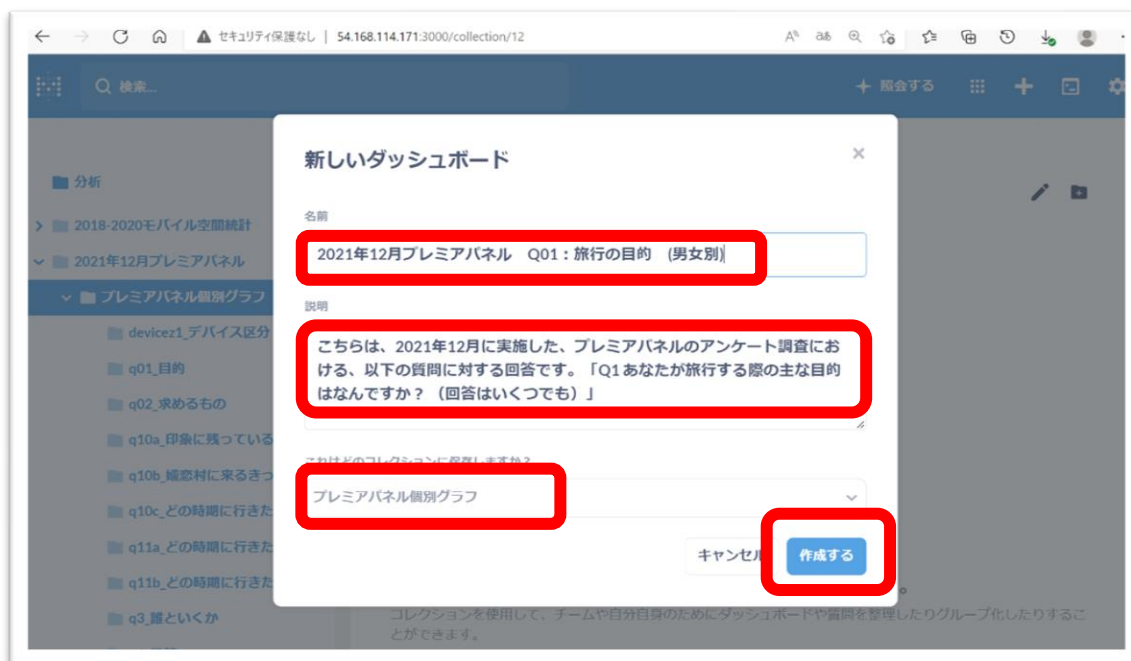 セキュリティ保護なし | 54.168.114.171:3000/collection/12
検索...
照会する
新しいダッシュボード
分析
名前
2018-2020モバイル空間統計
2021年12月プレミアパネル Q01：旅行の目的 (男女別)
2021年12月プレミアパネル
プレミアパネル個別グラフ
説明
devicez1_デバイス区分
こちらは、2021年12月に実施した、プレミアパネルのアンケート調査にお
ける、以下の質問に対する回答です。「Q1あなたが旅行する際の主な目的
はなんですか？（回答はいくつでも）」
q01_目的
q02_求めるもの
q10a_印象に残っている
これはどのコレクションに保存しますか？
q10b_嬬恋村に来るきっ
プレミアパネル個別グラフ
q10c_どの時期に行きた
q11a_どの時期に行きた
キャンセル
作成する
q11b_どの時期に行きた
q3_誰といくか
コレクションを使用して、チームや自分自身のためにダッシュボードや質問を整理したりグループ化したりするこ
とができます。